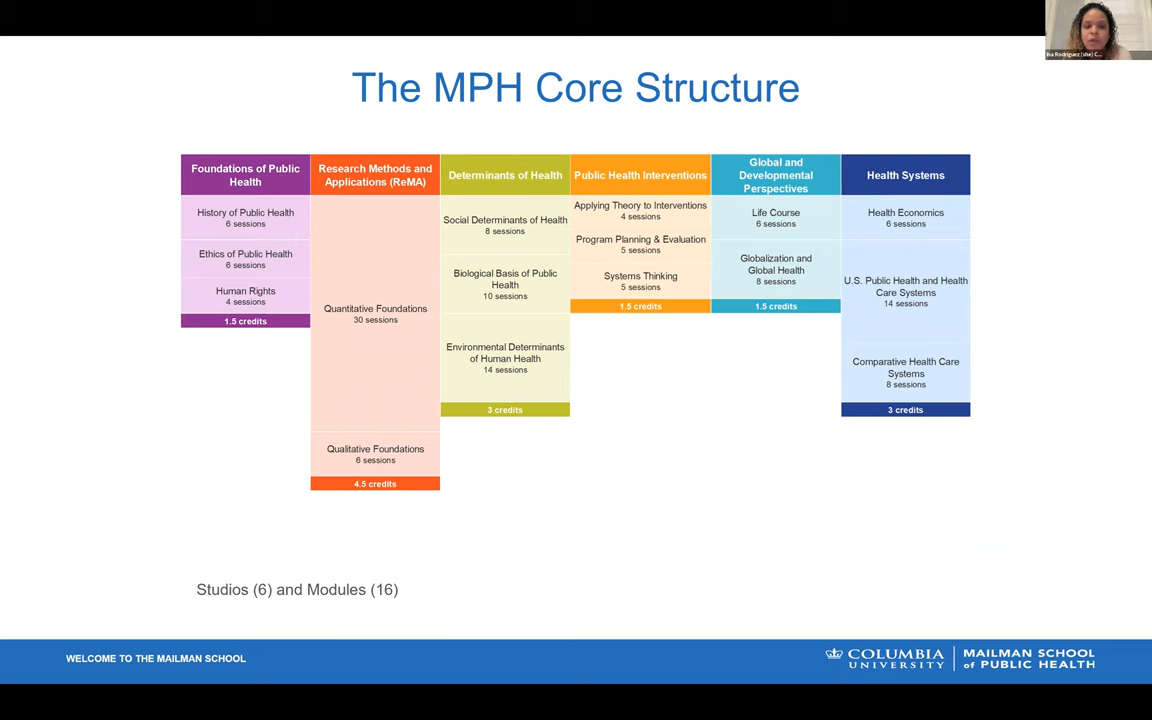 ina Rodriguez (she) C...
The MPH Core Structure
Foundations of Public
Health
History of Public Health
6 sessions
Ethics of Public Health
6 sessions
Human Rights
4 sessions
1.5 credits
Research Methods and
Applications (ReMA)
Quantitative Foundations
30 sessions
Qualitative Foundations
6 sessions
4.5 credits
Determinants of Health
Social Determinants of Health
8 sessions
Biological Basis of Public
Health
10 sessions
Environmental Determinants
of Human Health
14 sessions
3 credits
Public Health Interventions
Applying Theory to Interventions
4 sessions
Program Planning & Evaluation
5 sessions
Systems Thinking
5 sessions
1.5 credits
Global and
Developmental
Perspectives
Life Course
6 sessions
Globalization and
Global Health
8 sessions
1.5 credits
Health Systems
Health Economics
6 sessions
U.S. Public Health and Health
Care Systems
14 sessions
Comparative Health Care
Systems
8 sessions
3 credits
Studios (6) and Modules (16)
WELCOME TO THE MAILMAN SCHOOL
COLUMBIA
UNIVERSITY
MAILMAN SCHOOL
of PUBLIC HEALTH